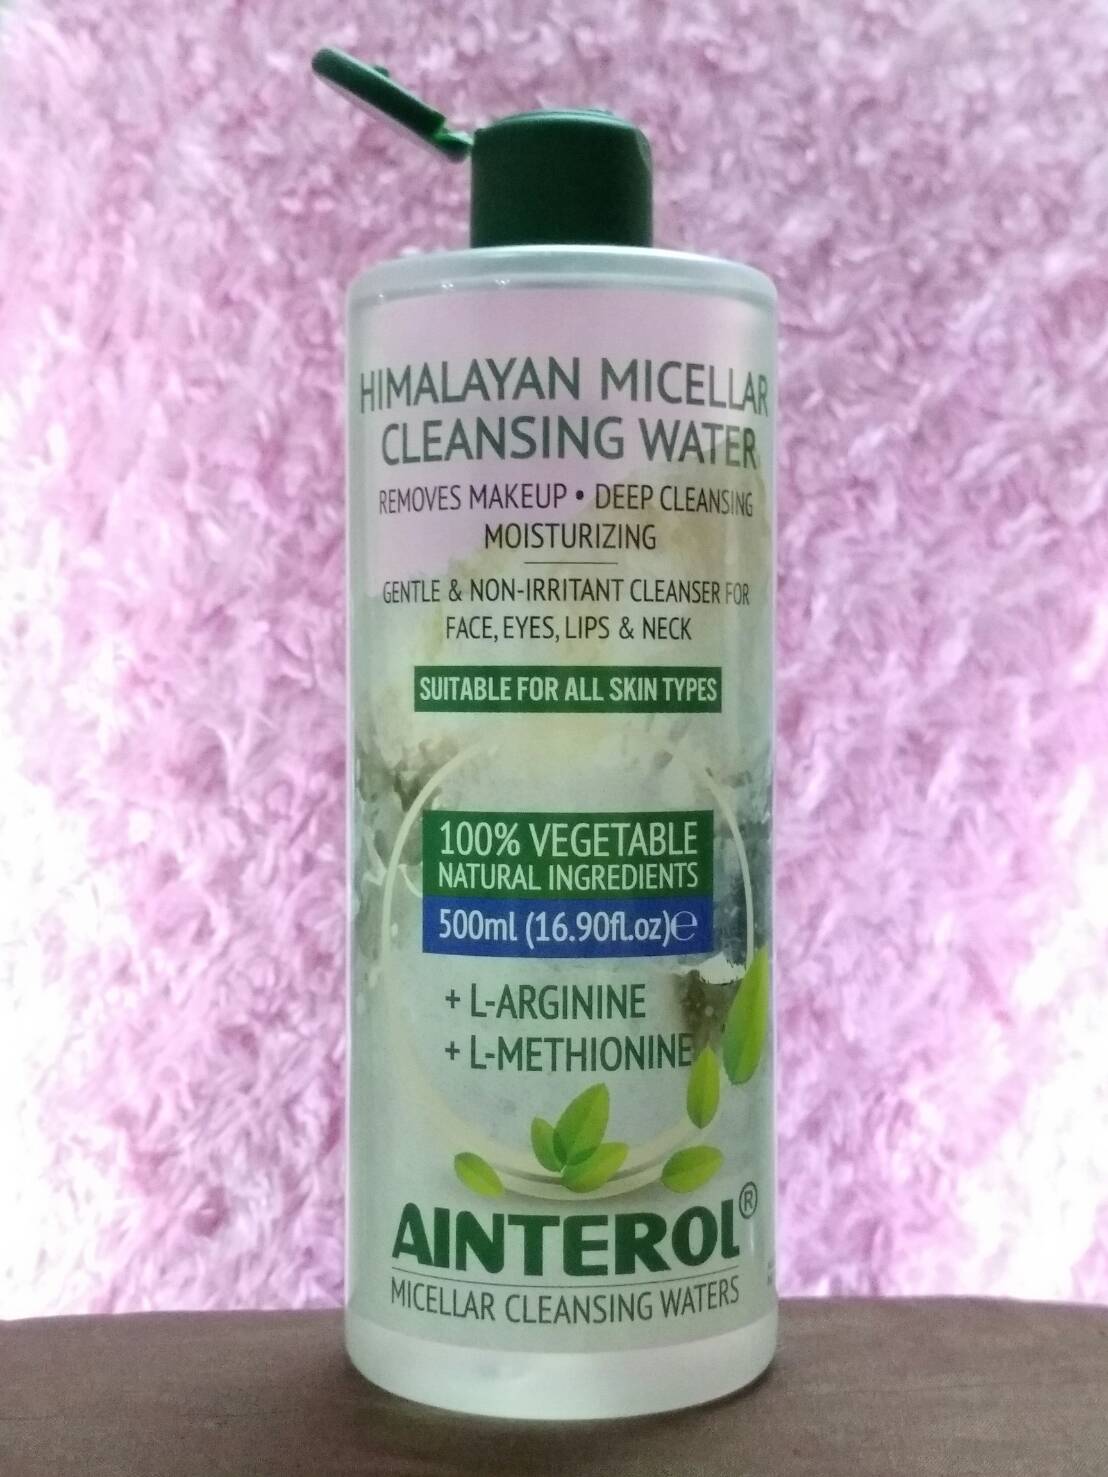 HIMALAYAN MICELLAR
CLEANSING WATER
REMOVES MAKEUP • DEEP CLEANSING
MOISTURIZING
GENTLE & NON-IRRITANT CLEANSER FOR
FACE, EYES, LIPS & NECK
SUITABLE FOR ALL SKIN TYPES
100% VEGETABLE
NATURAL INGREDIENTS
500ml (16.90fl.oz)℮
+ L-ARGININE
+ L-METHIONINE
AINTEROL®
MICELLAR CLEANSING WATERS